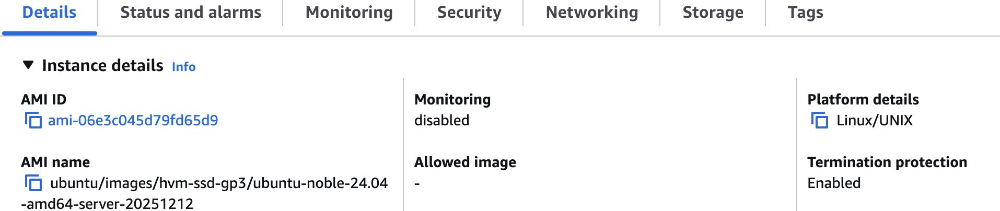 Details Status and alarms Monitoring Security Networking Storage Tags
Instance details Info
AMI ID
ami-06e3c045d79fd65d9
AMI name
ubuntu/images/hvm-ssd-gp3/ubuntu-noble-24.04
-amd64-server-20251212
Monitoring
disabled
Allowed image
-
Platform details
Linux/UNIX
Termination protection
Enabled